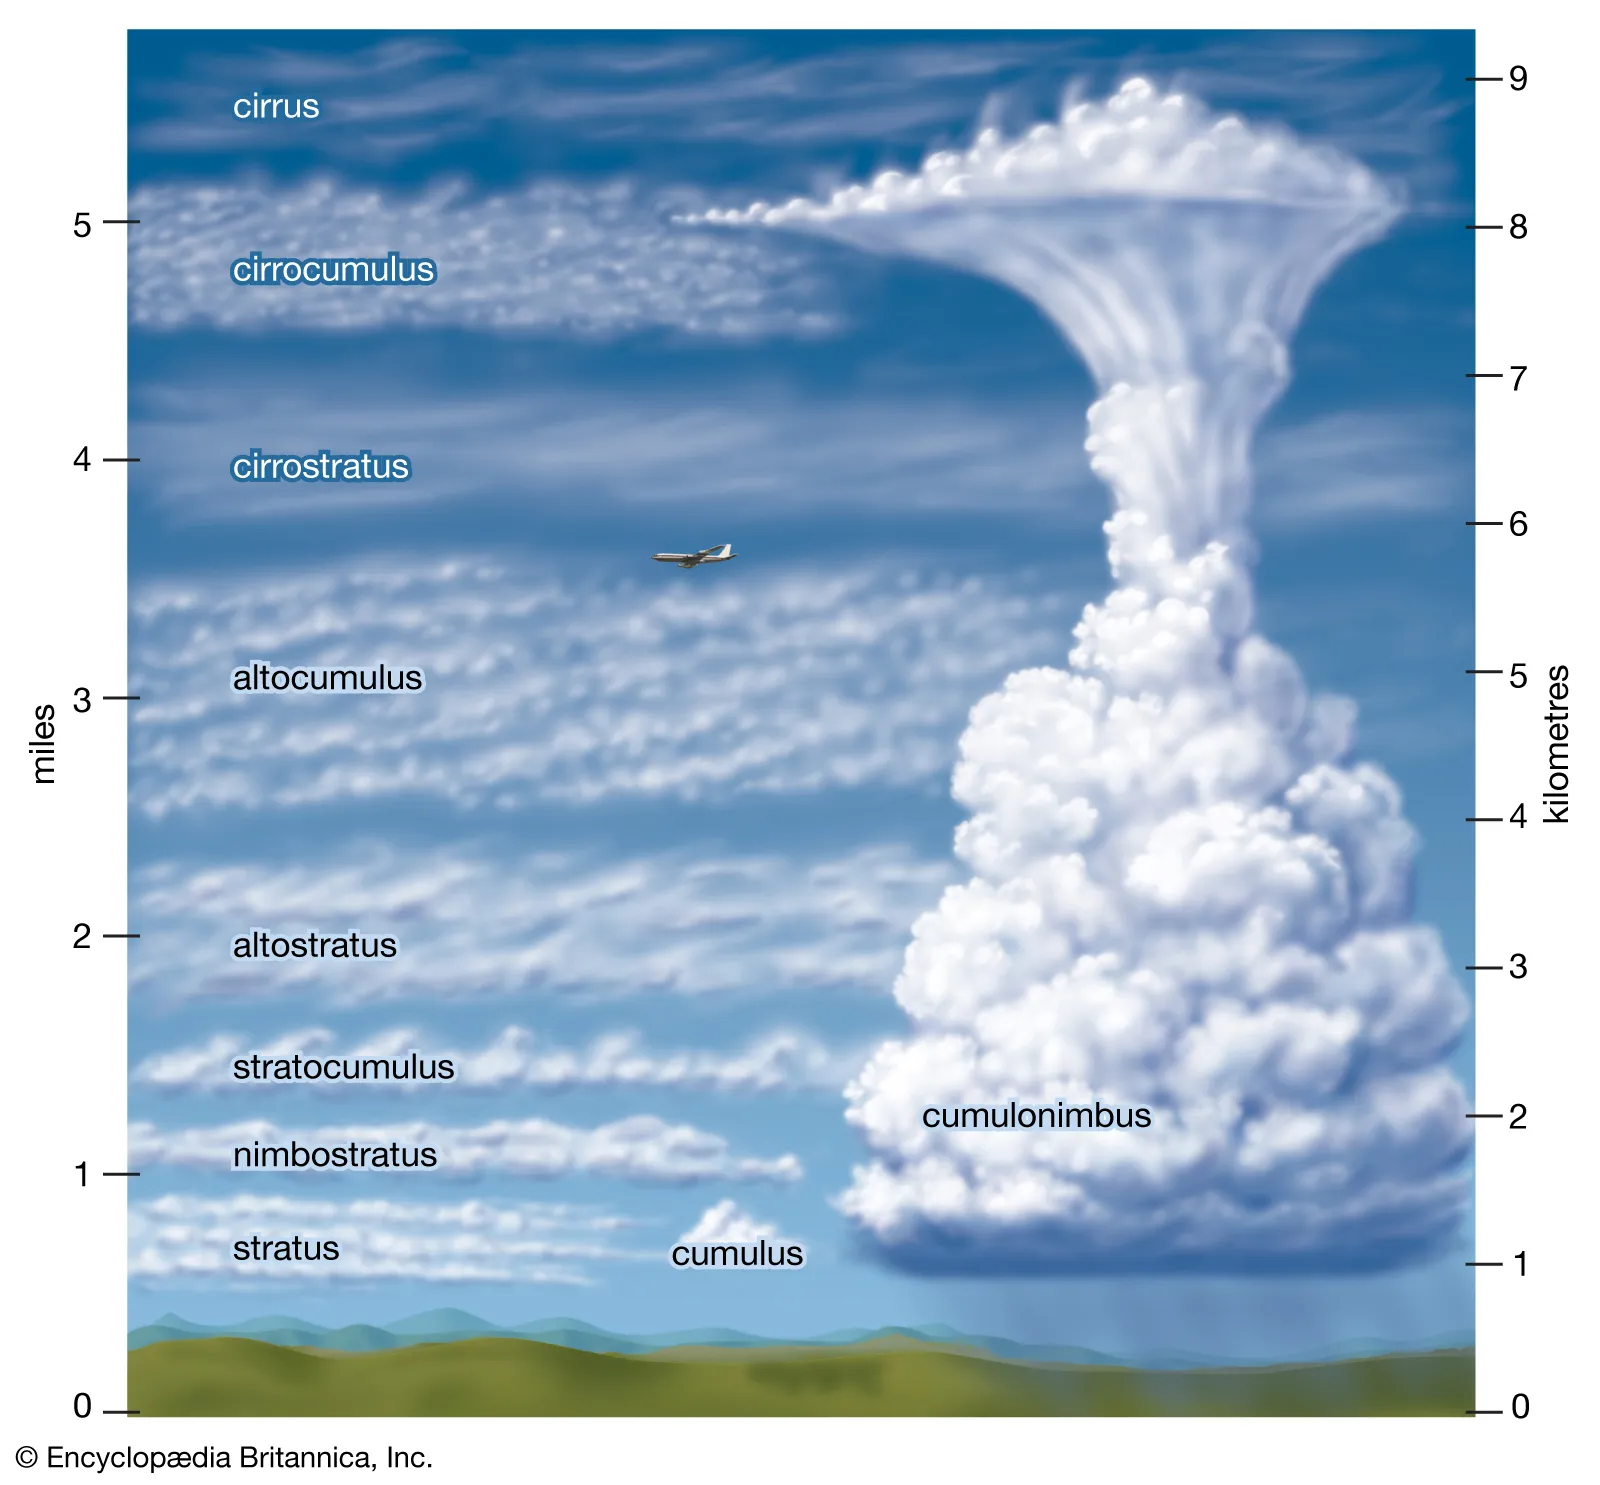 cirrus
cirrocumulus
cirrostratus
altocumulus
altostratus
stratocumulus
nimbostratus
stratus
cumulus
cumulonimbus
miles
5
4
3
2
1
0
kilometres
9
8
7
6
5
4
3
2
1
0
© Encyclopædia Britannica, Inc.